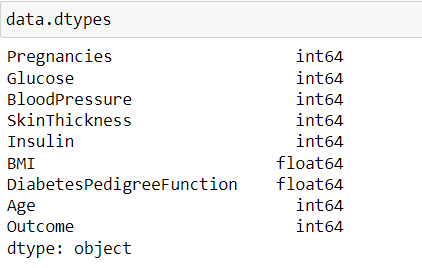 data.dtypes
Pregnancies int64
Glucose int64
BloodPressure int64
SkinThickness int64
Insulin int64
BMI float64
DiabetesPedigreeFunction float64
Age int64
Outcome int64
dtype: object